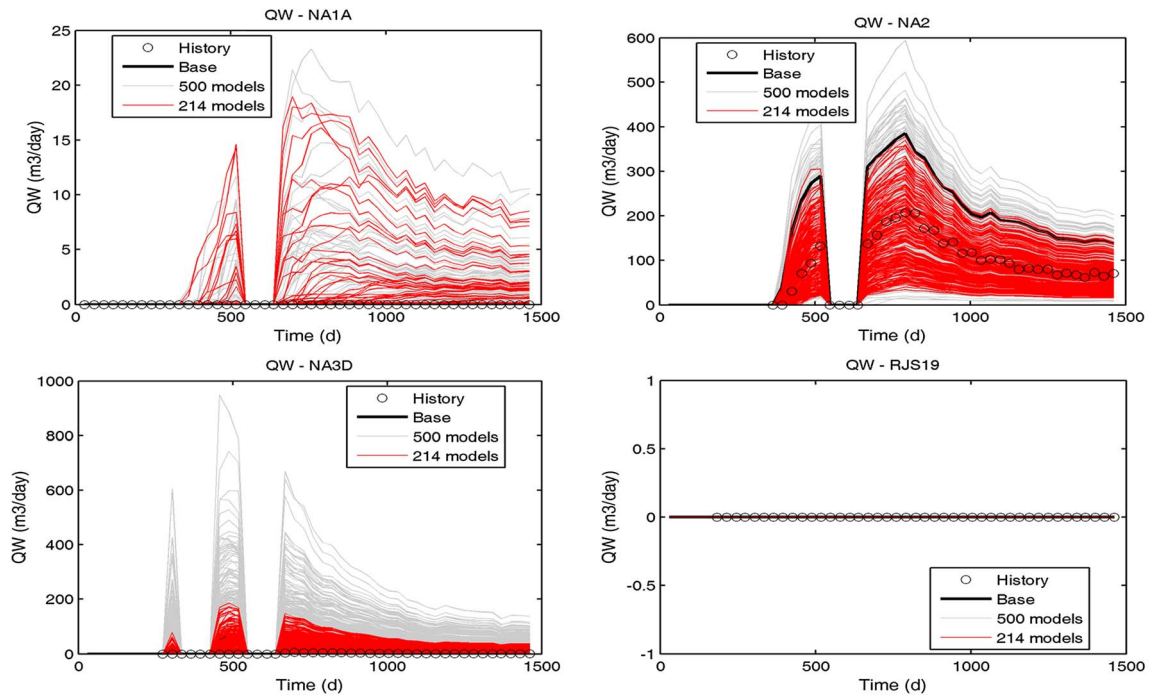 QW - NA1A
25
20
15
10
5
0
QW (m3/day)
History
Base
500 models
214 models
0 500 1000 1500
Time (d)
QW - NA2
600
500
400
300
200
100
0
QW (m3/day)
History
Base
500 models
214 models
0 500 1000 1500
Time (d)
QW - NA3D
1000
800
600
400
200
0
QW (m3/day)
History
Base
500 models
214 models
0 500 1000 1500
Time (d)
QW - RJS19
1
0.5
0
-0.5
-1
QW (m3/day)
History
Base
500 models
214 models
0 500 1000 1500
Time (d)